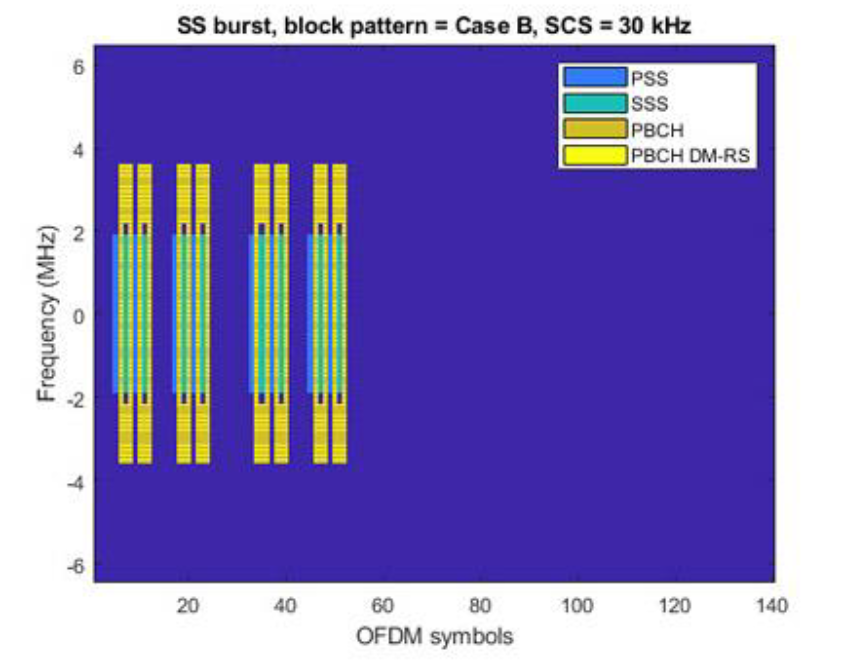 SS burst, block pattern = Case B, SCS = 30 kHz
PSS
SSS
PBCH
PBCH DM-RS
Frequency (MHz)
6
4
2
0
-2
-4
-6
20 40 60 80 100 120 140
OFDM symbols